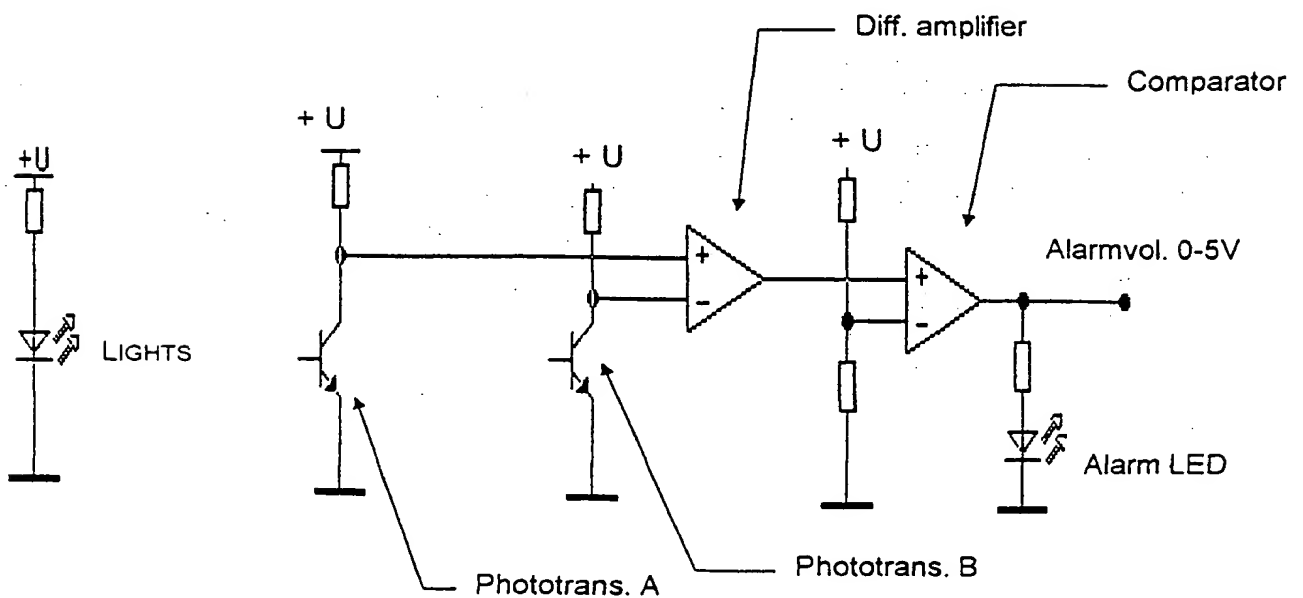 Diff. amplifier
Comparator
+ U
+U
+ U
+ U
+
-
+
-
Alarmvol. 0-5V
LIGHTS
Alarm LED
Phototrans. B
Phototrans. A